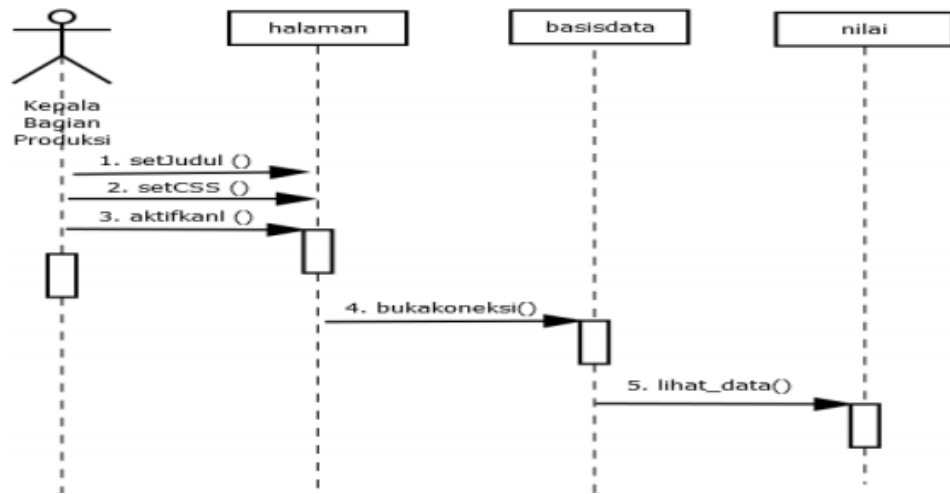 halaman
basisdata
nilai
Kepala
Bagian
Produksi
1. setJudul ()
2. setCSS ()
3. aktifkanl ()
4. bukakoneksi()
5. lihat_data()